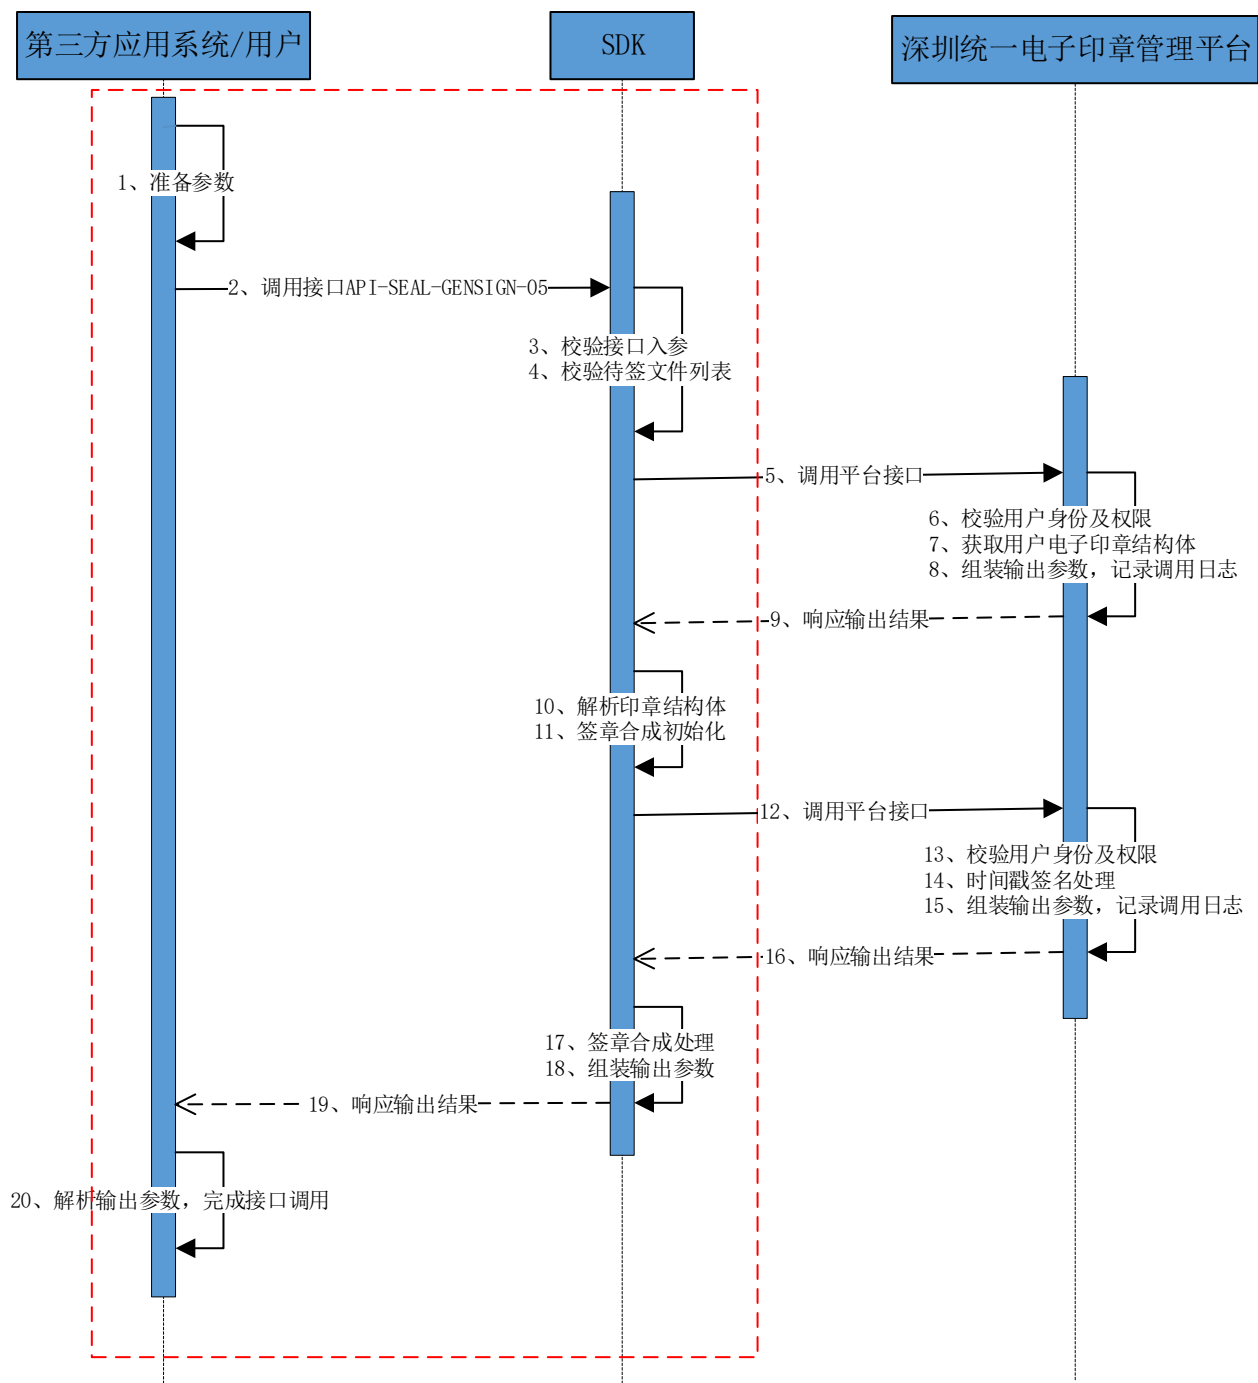 第三方应用系统/用户
SDK
深圳统一电子印章管理平台
1、准备参数
2、调用接口API-SEAL-GENSIGN-05
3、校验接口入参
4、校验待签文件列表
5、调用平台接口
6、校验用户身份及权限
7、获取用户电子印章结构体
8、组装输出参数，记录调用日志
9、响应输出结果
10、解析印章结构体
11、签章合成初始化
12、调用平台接口
13、校验用户身份及权限
14、时间戳签名处理
15、组装输出参数，记录调用日志
16、响应输出结果
17、签章合成处理
18、组装输出参数
19、响应输出结果
20、解析输出参数，完成接口调用